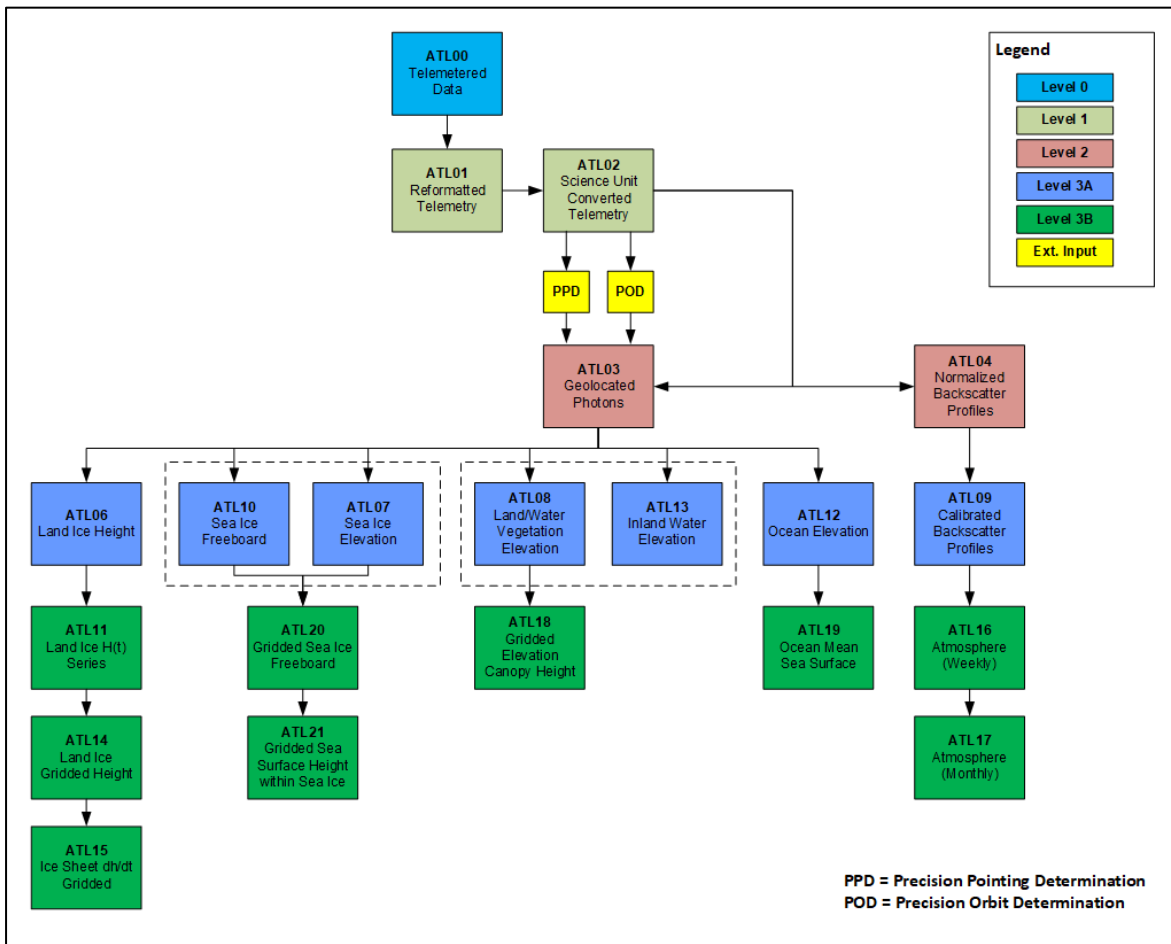 ATL00
Telemetered
Data
Legend
Level 0
Level 1
Level 2
Level 3A
Level 3B
Ext. Input
ATL01
Reformatted
Telemetry
ATL02
Science Unit
Converted
Telemetry
PPD
POD
ATL03
Geolocated
Photons
ATL04
Normalized
Backscatter
Profiles
ATL06
Land Ice Height
ATL10
Sea Ice
Freeboard
ATL07
Sea Ice
Elevation
ATL08
Land/Water
Vegetation
Elevation
ATL13
Inland Water
Elevation
ATL12
Ocean Elevation
ATL09
Calibrated
Backscatter
Profiles
ATL11
Land Ice H(t)
Series
ATL20
Gridded Sea Ice
Freeboard
ATL18
Gridded
Elevation
Canopy Height
ATL19
Ocean Mean
Sea Surface
ATL16
Atmosphere
(Weekly)
ATL14
Land Ice
Gridded Height
ATL21
Gridded Sea
Surface Height
within Sea Ice
ATL17
Atmosphere
(Monthly)
ATL15
Ice Sheet dh/dt
Gridded
PPD = Precision Pointing Determination
POD = Precision Orbit Determination